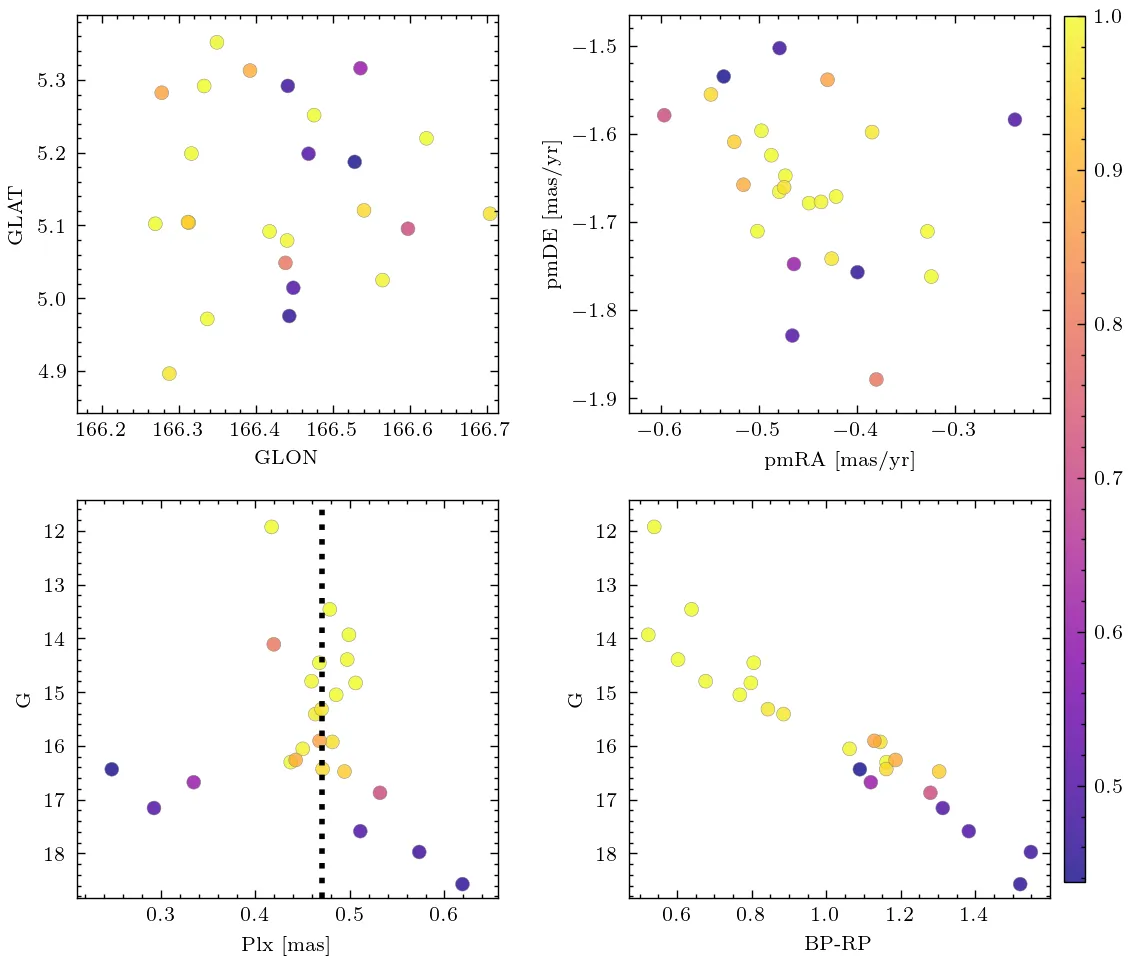 5.3
5.2
5.1
5.0
4.9
GLAT
166.2 166.3 166.4 166.5 166.6 166.7
GLON
−1.5
−1.6
−1.7
−1.8
−1.9
pmDE [mas/yr]
−0.6 −0.5 −0.4 −0.3
pmRA [mas/yr]
12
13
14
15
16
17
18
G
0.3 0.4 0.5 0.6
Plx [mas]
12
13
14
15
16
17
18
G
0.6 0.8 1.0 1.2 1.4
BP-RP
1.0
0.9
0.8
0.7
0.6
0.5